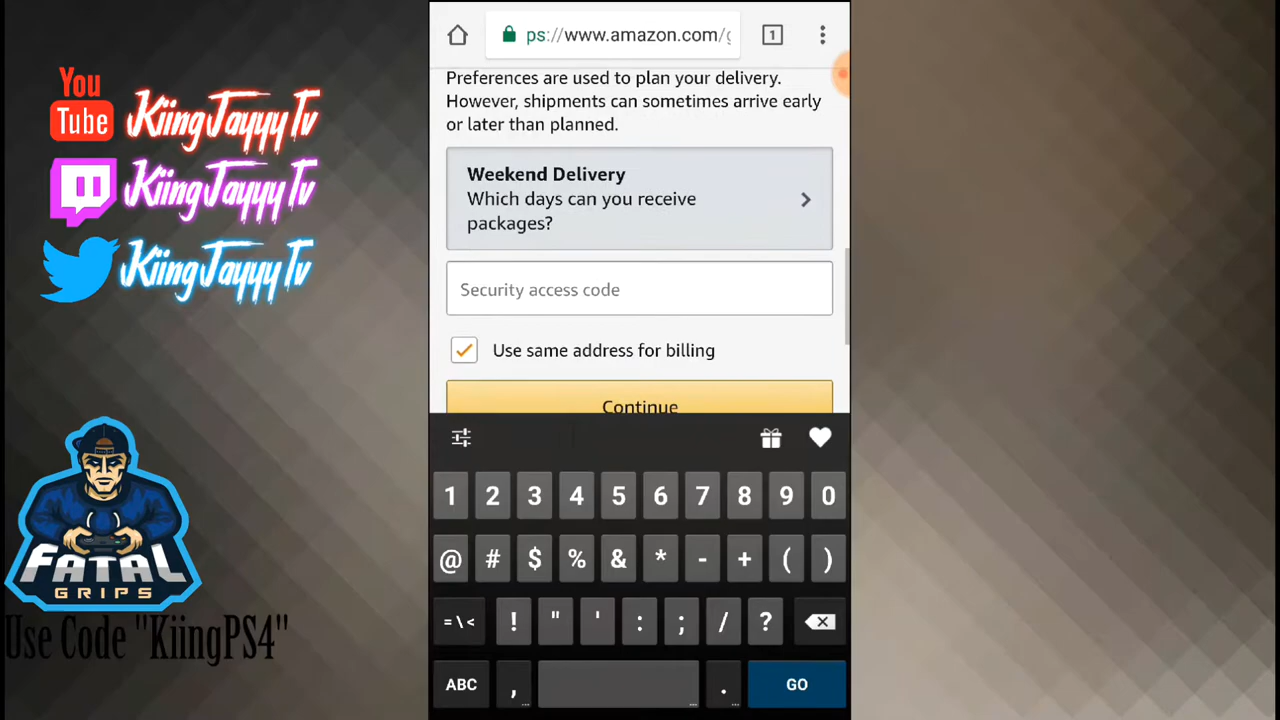 You
Tube
KiingJayyyTv
KiingJayyyTv
KiingJayyyTv
FATAL
GRIPS
Use Code "KiingPS4"
1
ps://www.amazon.com/g
Preferences are used to plan your delivery.
However, shipments can sometimes arrive early
or later than planned.
Weekend Delivery
Which days can you receive
packages?
Security access code
Use same address for billing
Continue
1 2 3 4 5 6 7 8 9 0
@ # $ % & * - + ( )
=\< ! " ' : ; / ?
ABC , . GO